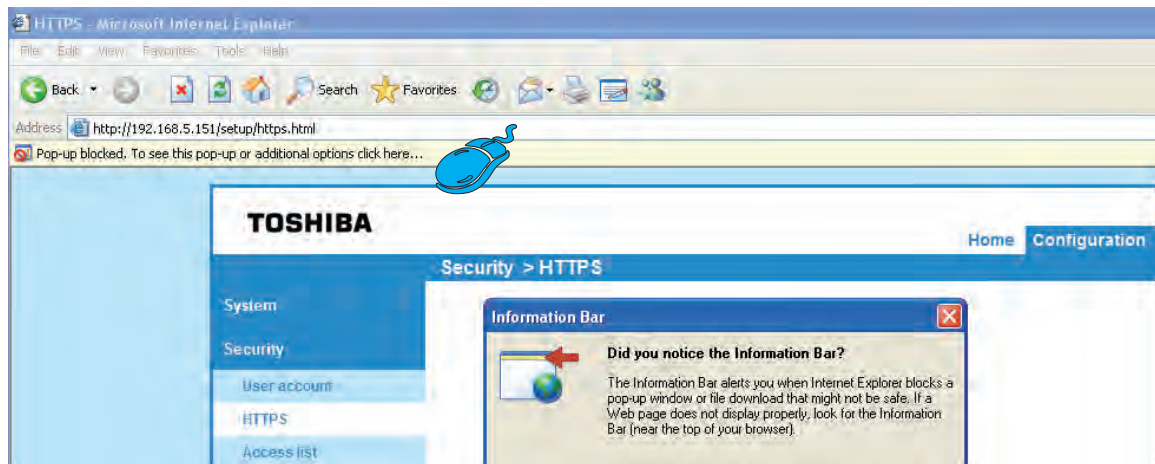 HTTPS - Microsoft Internet Explorer
File Edit View Favorites Tools Help
Back Search Favorites
Address http://192.168.5.151/setup/https.html
Pop-up blocked. To see this pop-up or additional options click here...
TOSHIBA
Home Configuration
Security > HTTPS
System
Information Bar
Security
Did you notice the Information Bar?
User account
The Information Bar alerts you when Internet Explorer blocks a
pop-up window or file download that might not be safe. If a
HTTPS
Web page does not display properly, look for the Information
Bar (near the top of your browser).
Access list